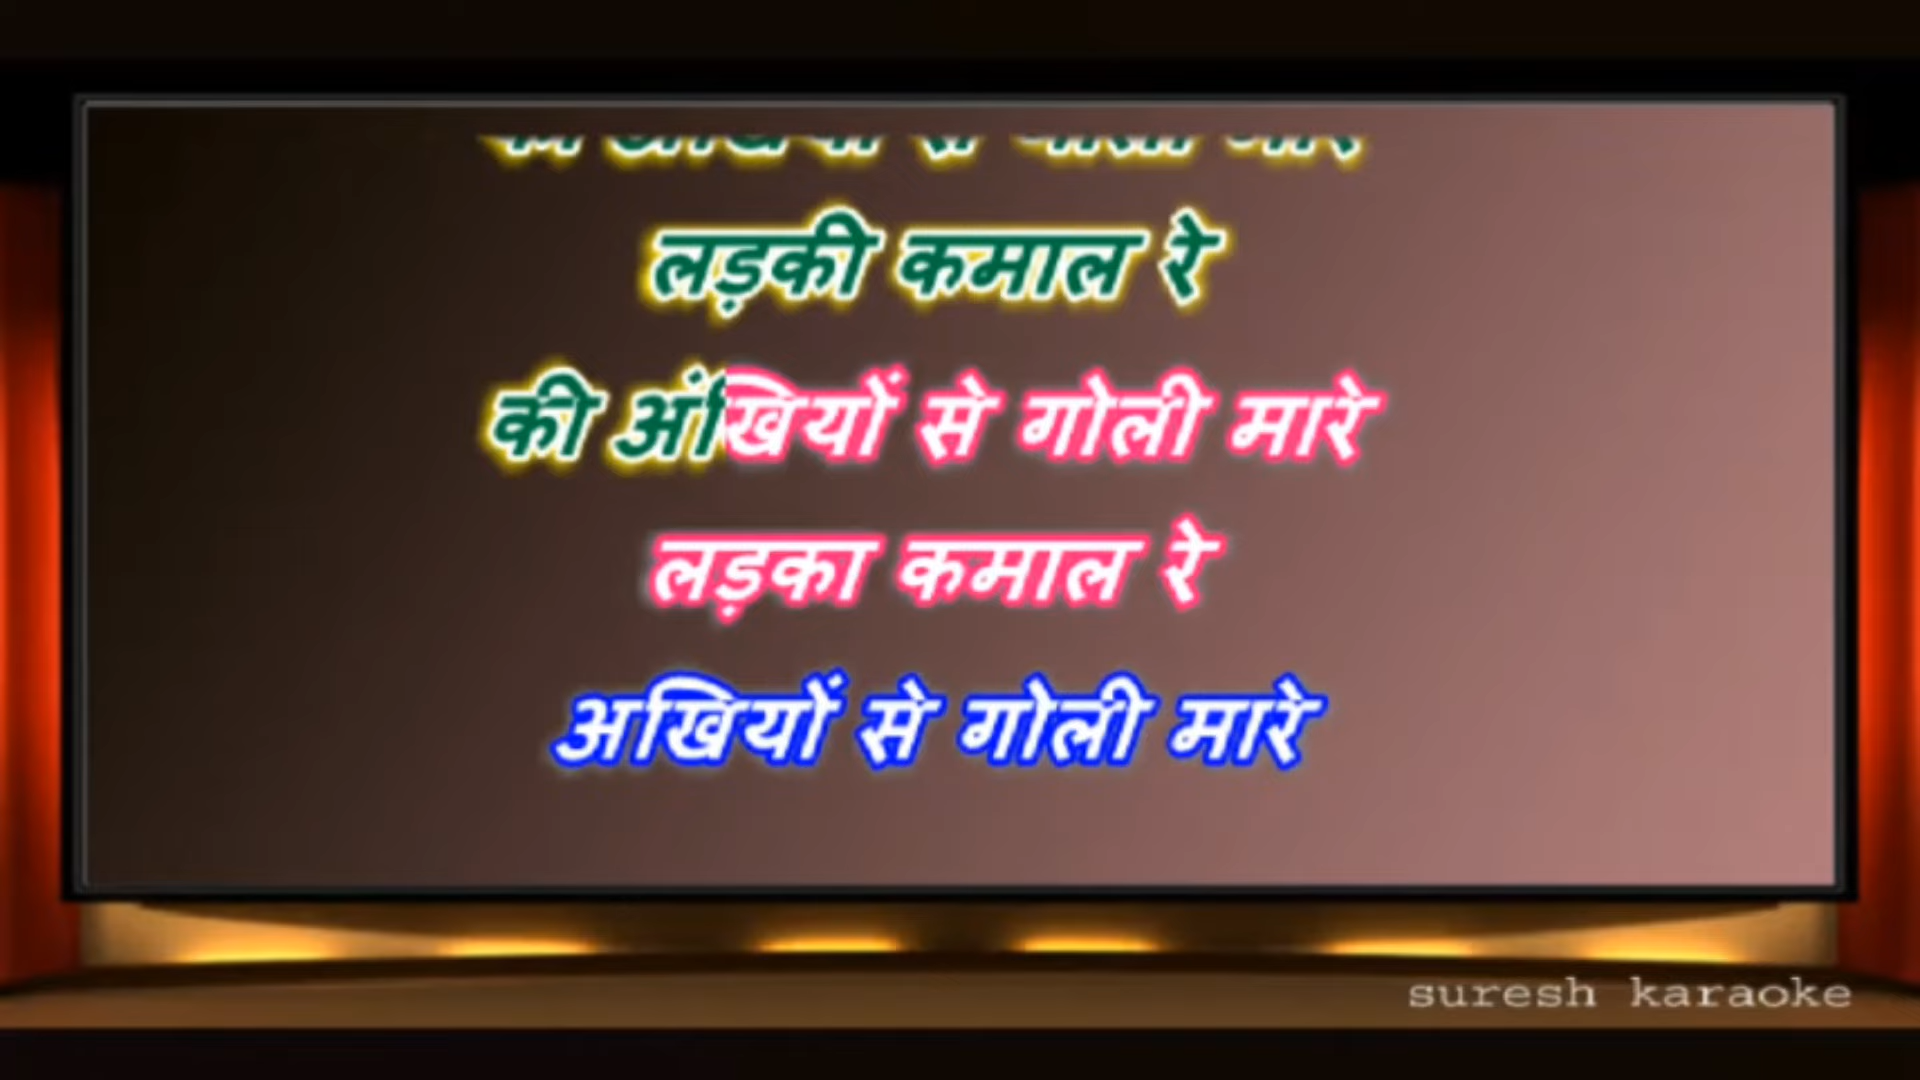 लड़की कमाल रे
की अंखियों से गोली मारे
लड़का कमाल रे
अखियों से गोली मारे
suresh karaoke